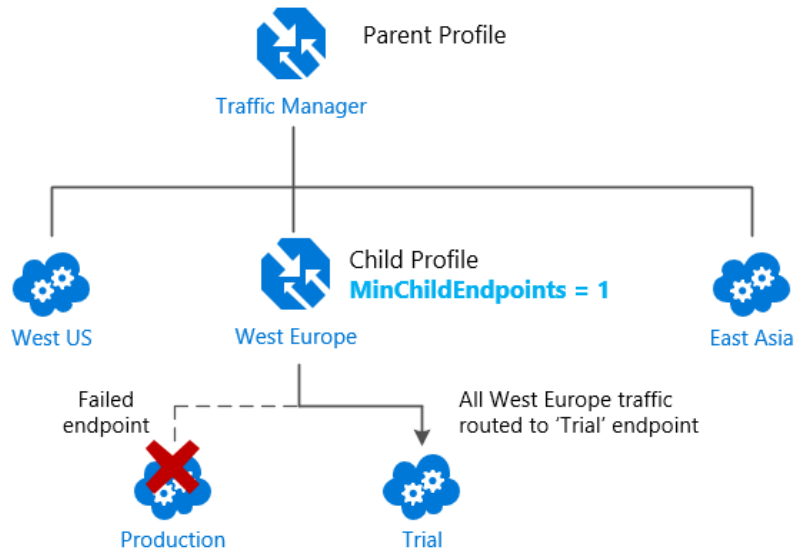 Parent Profile
Traffic Manager
Child Profile
MinChildEndpoints = 1
West US
West Europe
East Asia
Failed
endpoint
All West Europe traffic
routed to ‘Trial’ endpoint
Production
Trial